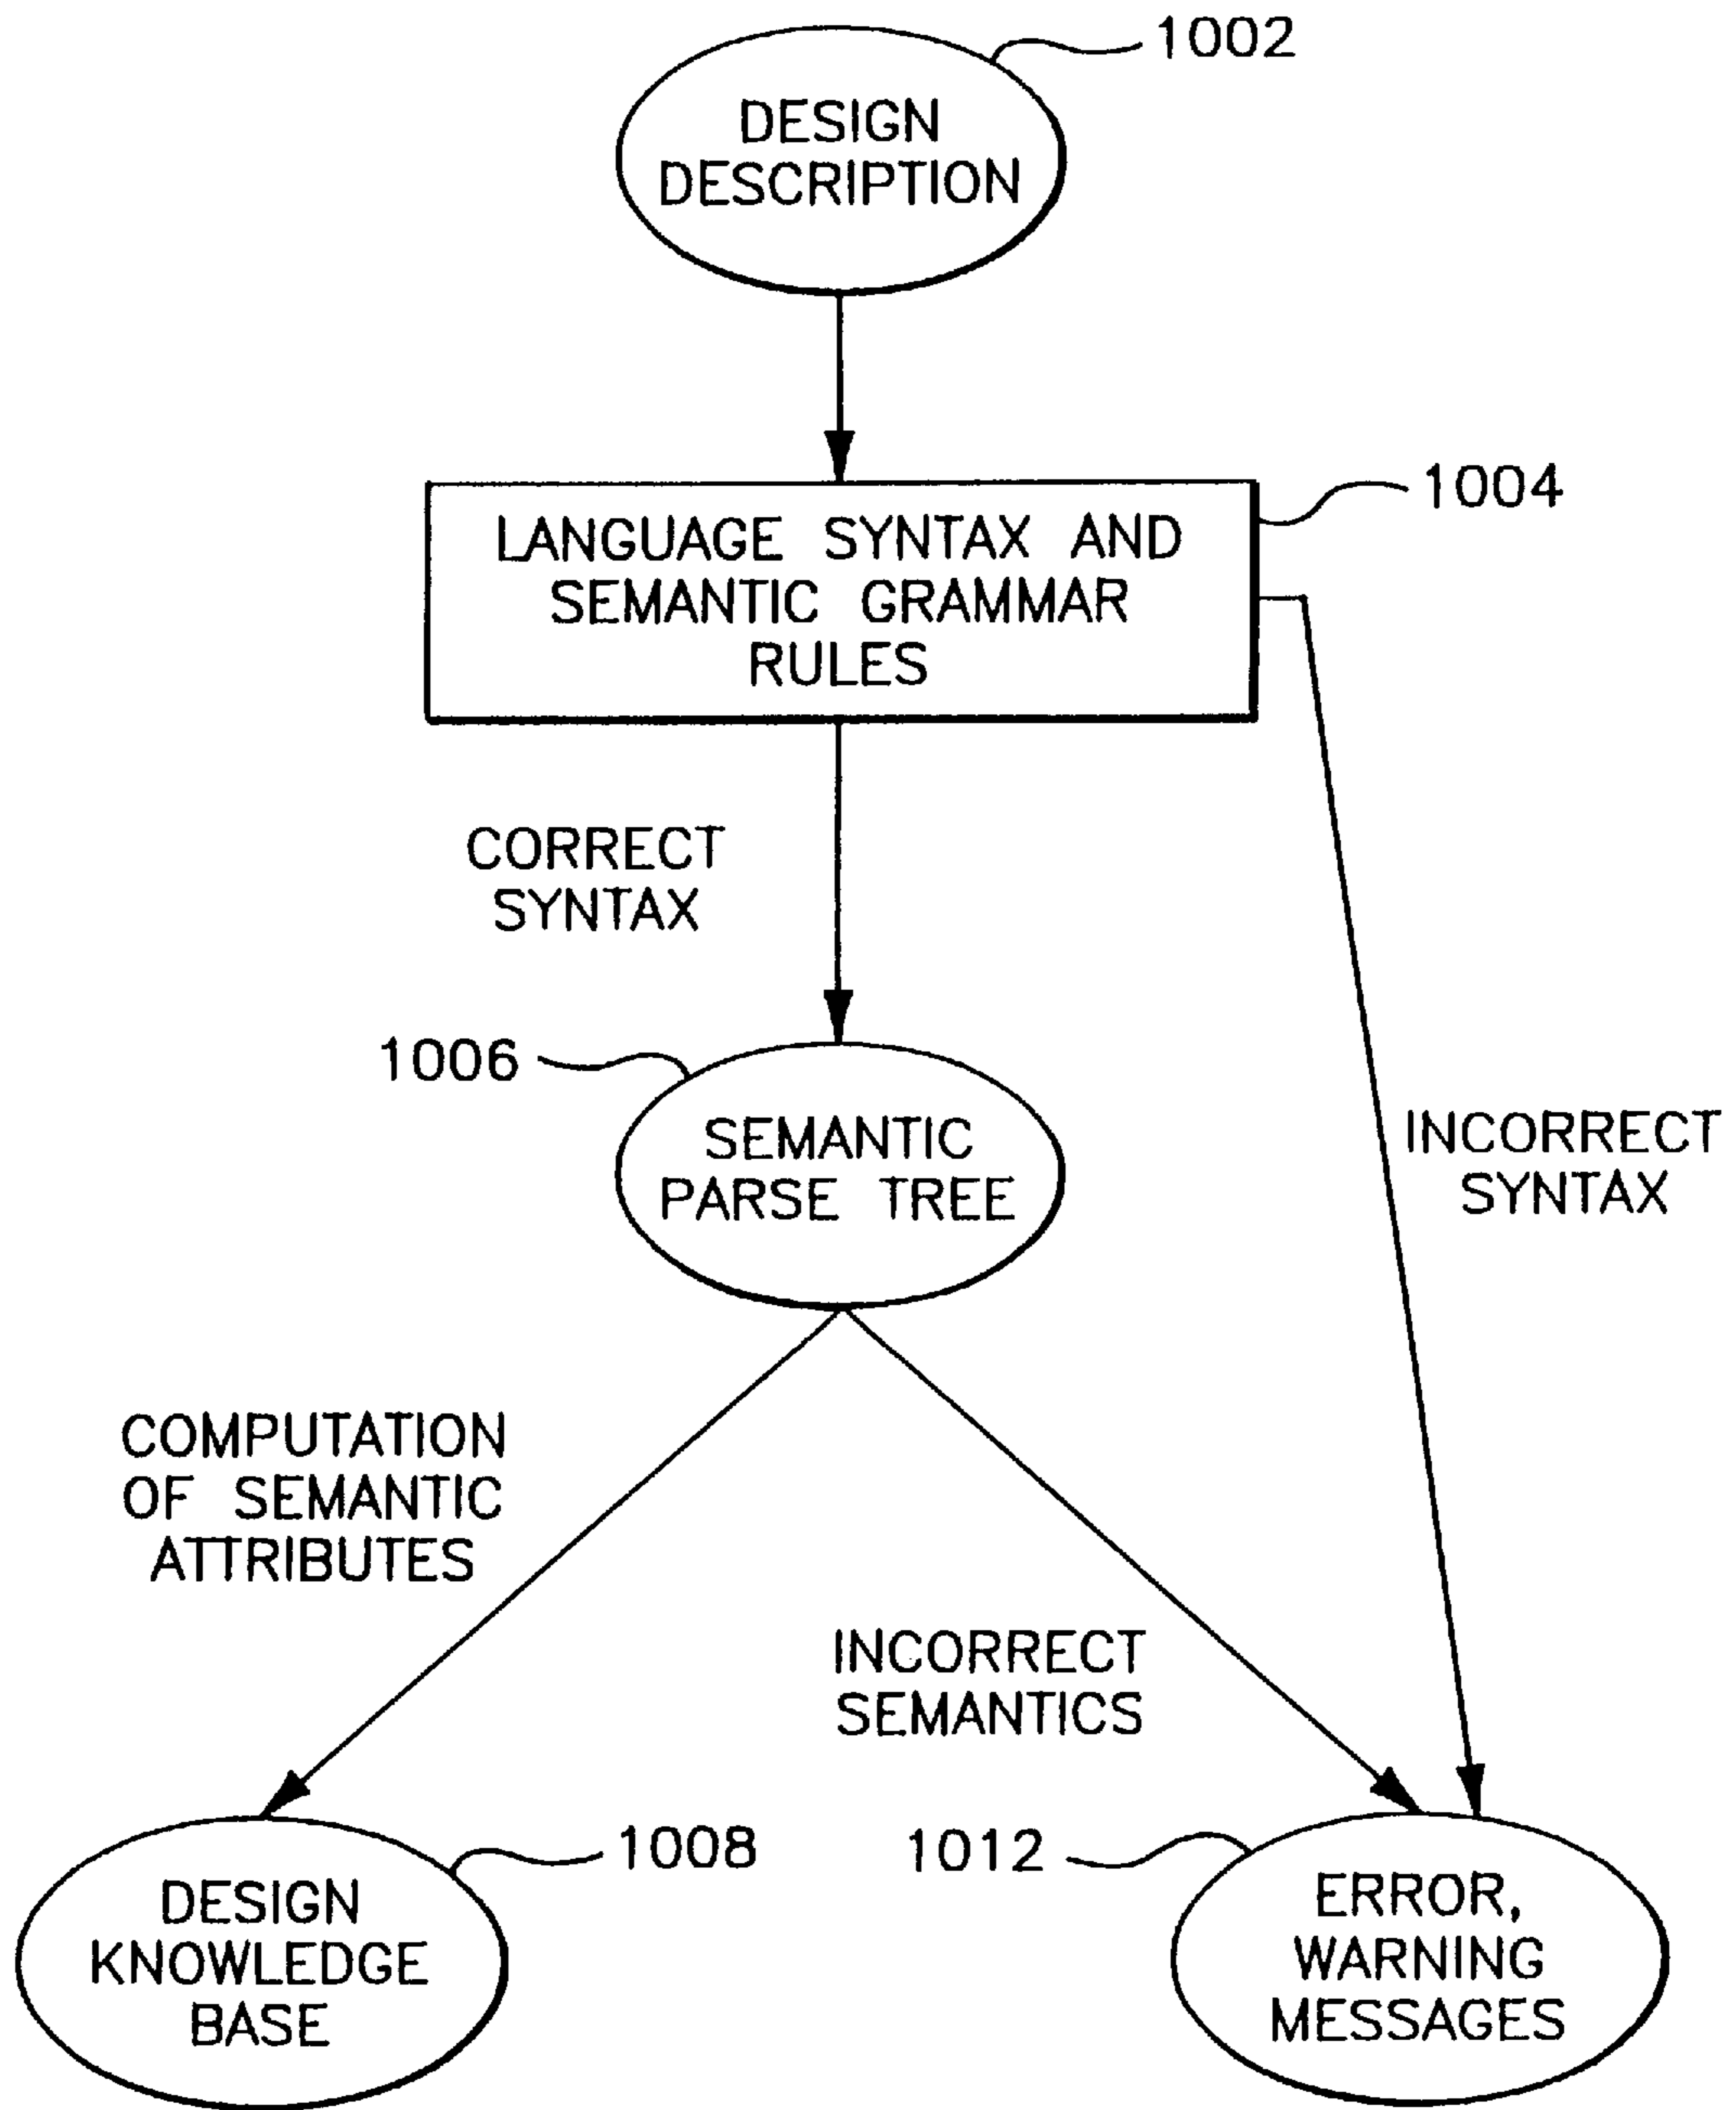 1002
DESIGN
DESCRIPTION
1004
LANGUAGE SYNTAX AND
SEMANTIC GRAMMAR
RULES
CORRECT
SYNTAX
1006
SEMANTIC
PARSE TREE
INCORRECT
SYNTAX
COMPUTATION
OF SEMANTIC
ATTRIBUTES
INCORRECT
SEMANTICS
1008
DESIGN
KNOWLEDGE
BASE
1012
ERROR,
WARNING
MESSAGES